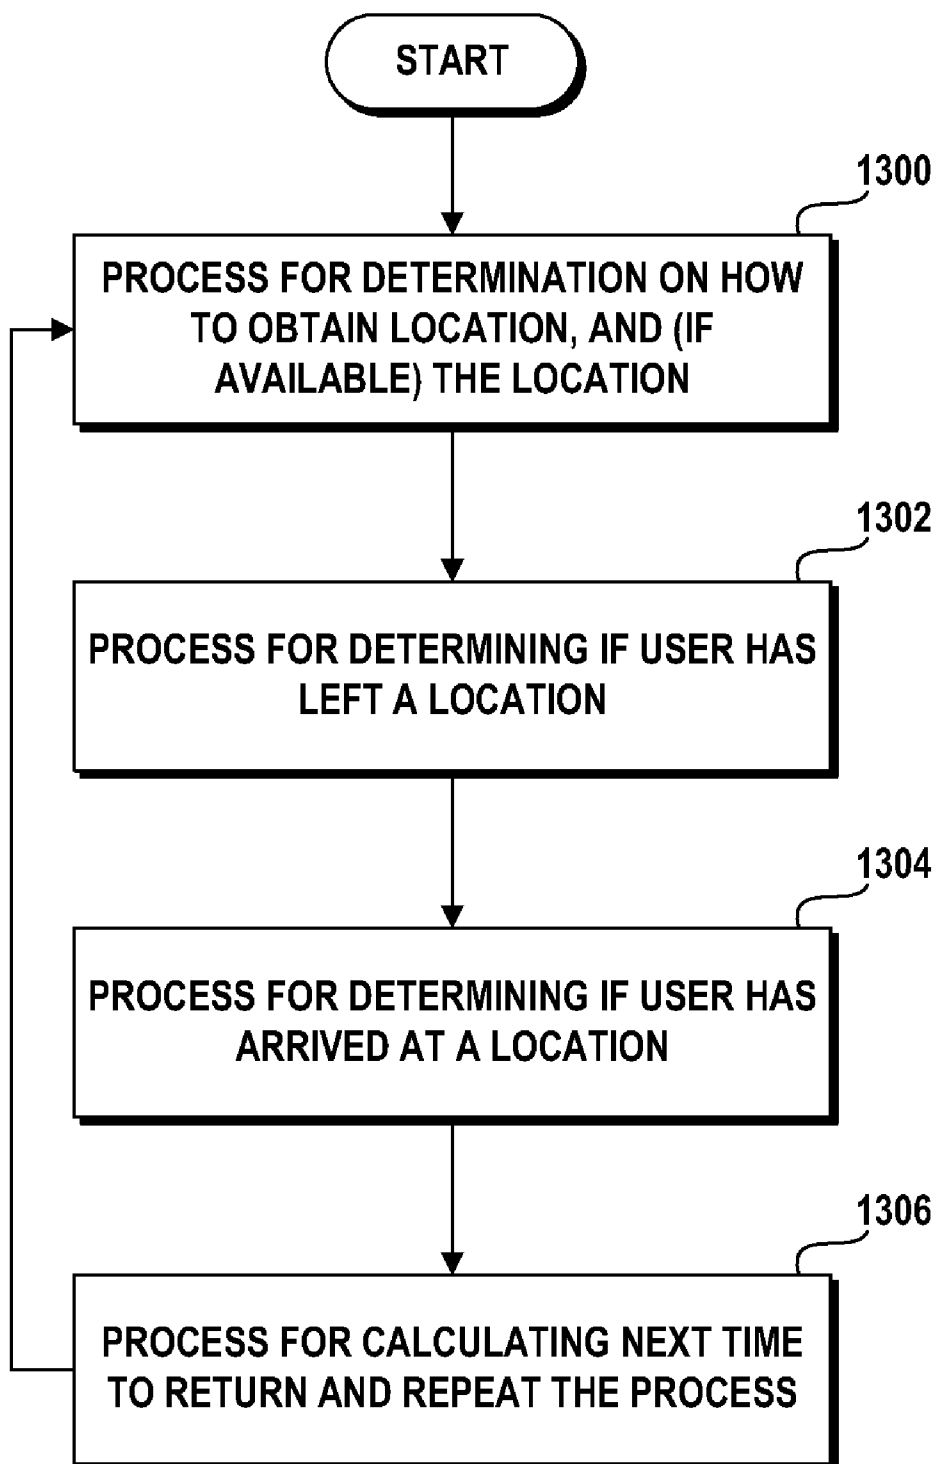 START
1300
PROCESS FOR DETERMINATION ON HOW
TO OBTAIN LOCATION, AND (IF
AVAILABLE) THE LOCATION
1302
PROCESS FOR DETERMINING IF USER HAS
LEFT A LOCATION
1304
PROCESS FOR DETERMINING IF USER HAS
ARRIVED AT A LOCATION
1306
PROCESS FOR CALCULATING NEXT TIME
TO RETURN AND REPEAT THE PROCESS